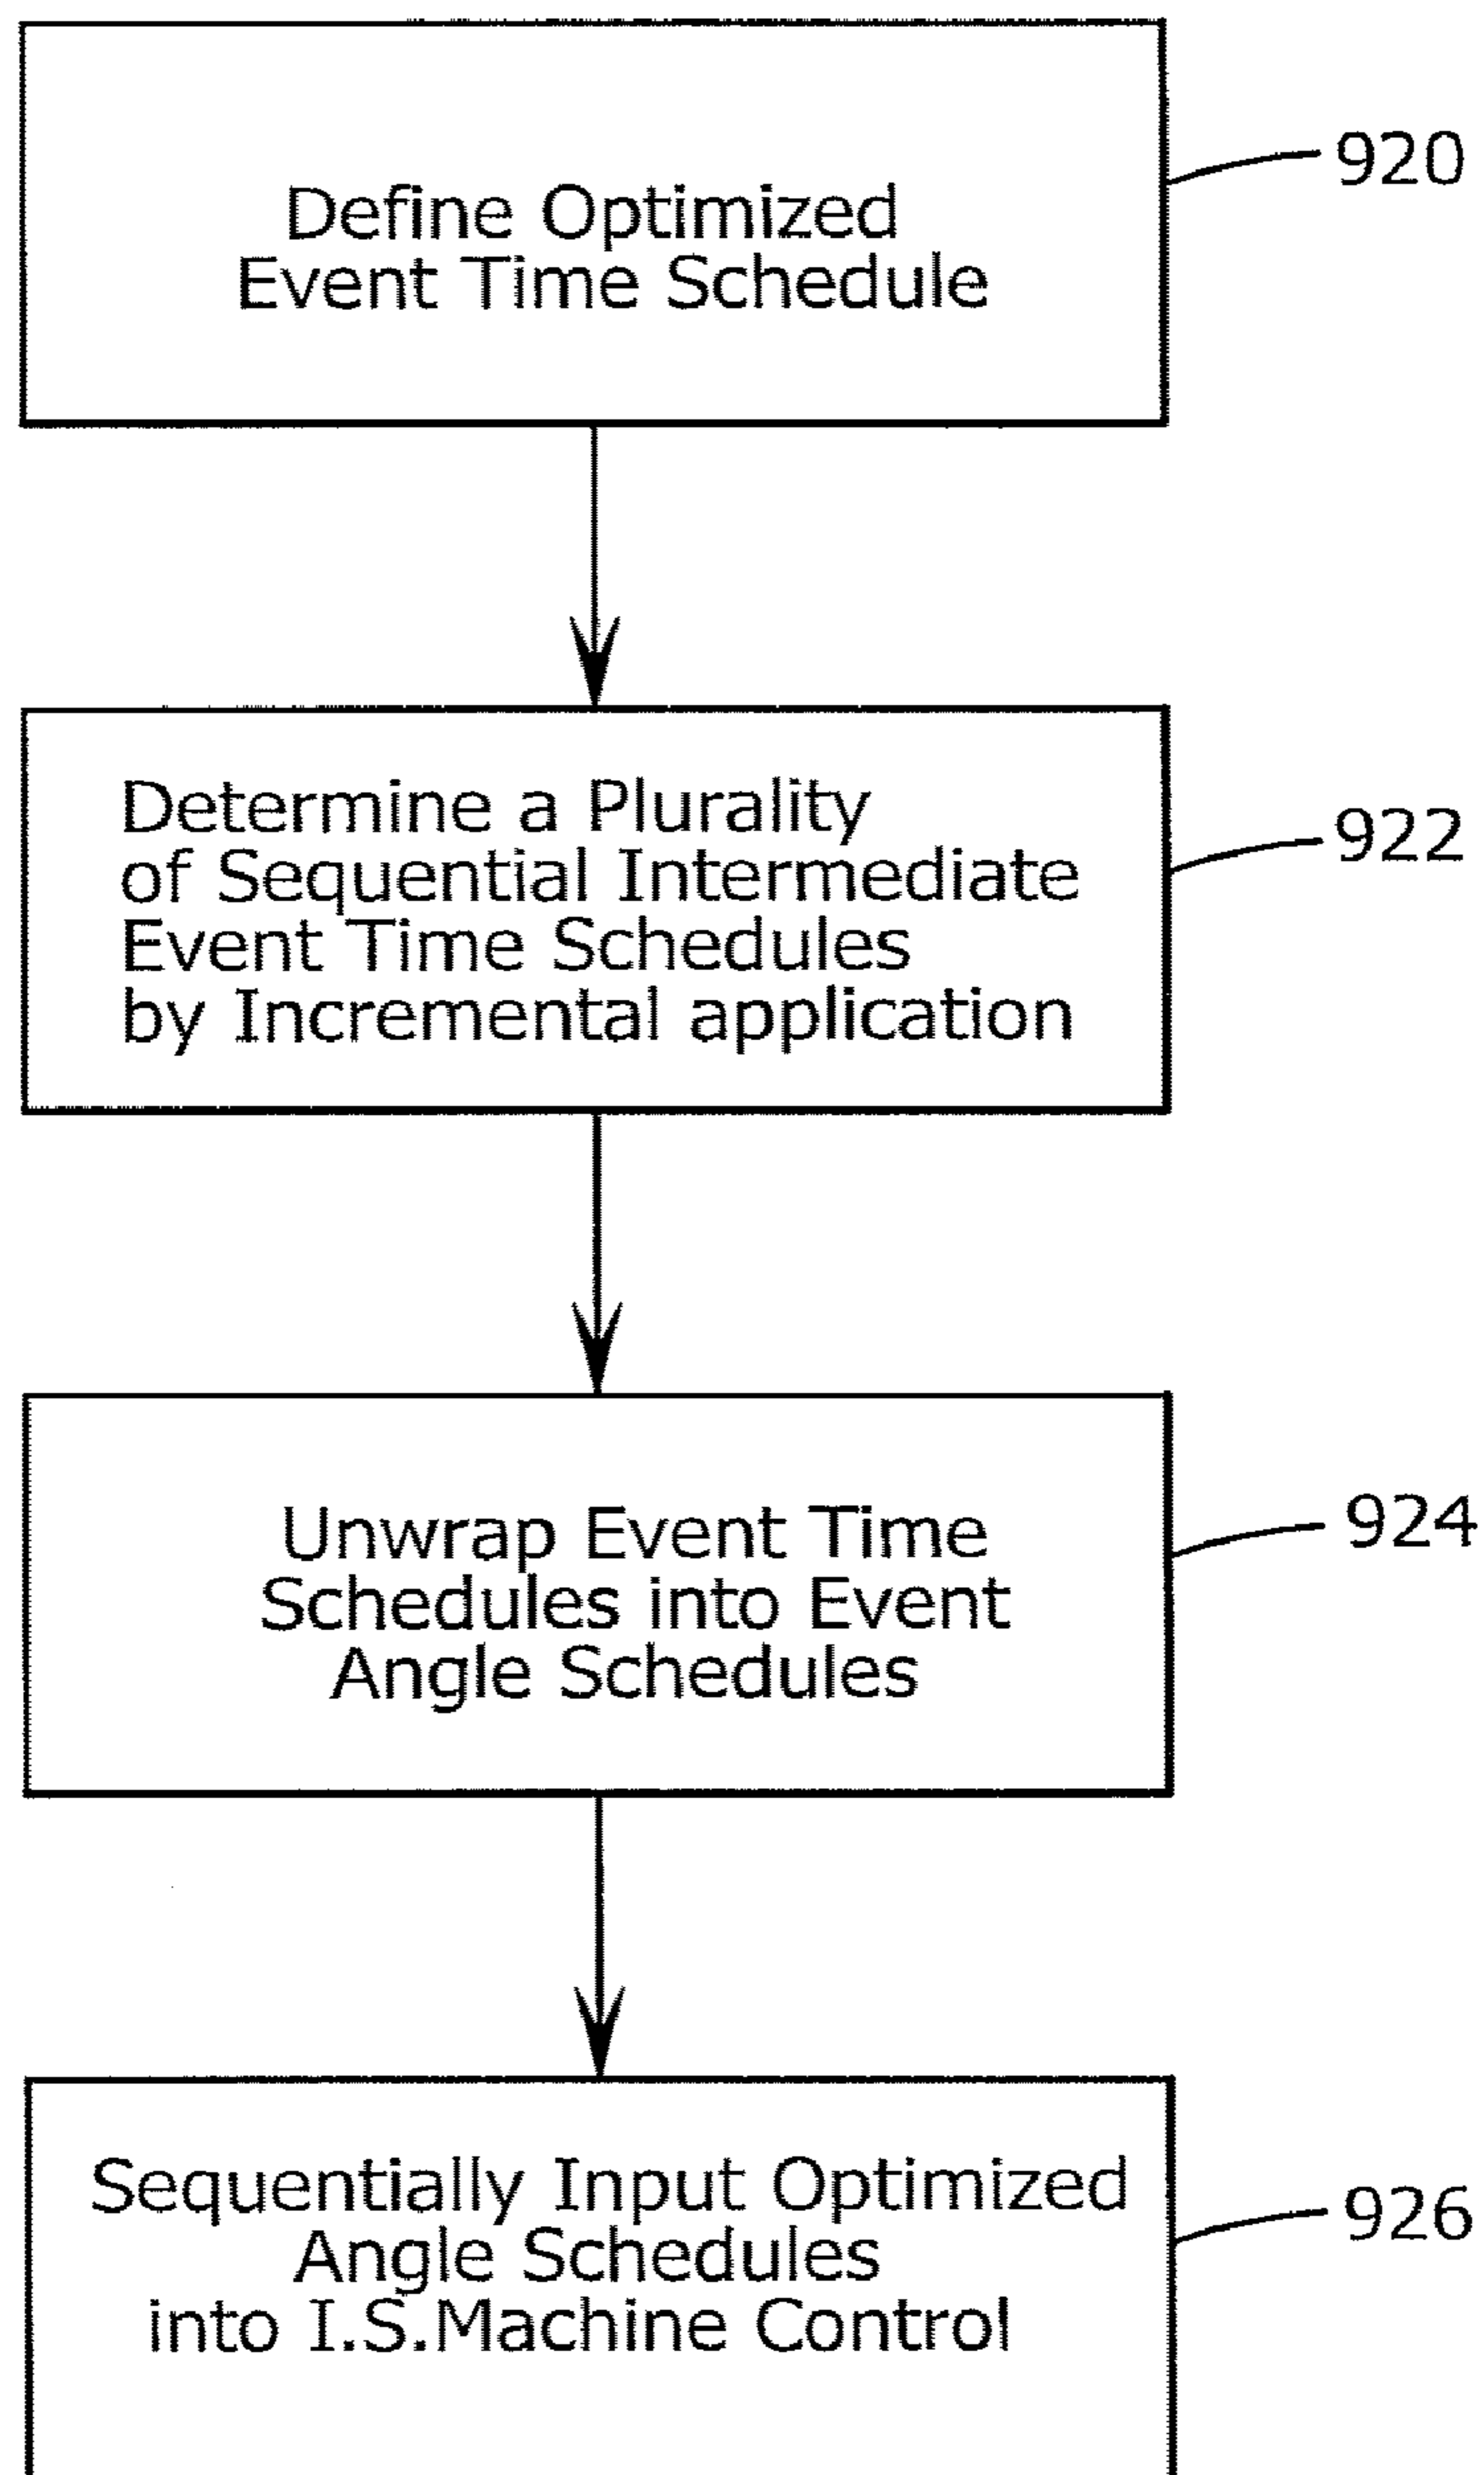 Define Optimized
Event Time Schedule
920
Determine a Plurality
of Sequential Intermediate
Event Time Schedules
by Incremental application
922
Unwrap Event Time
Schedules into Event
Angle Schedules
924
Sequentially Input Optimized
Angle Schedules
into I.S.Machine Control
926